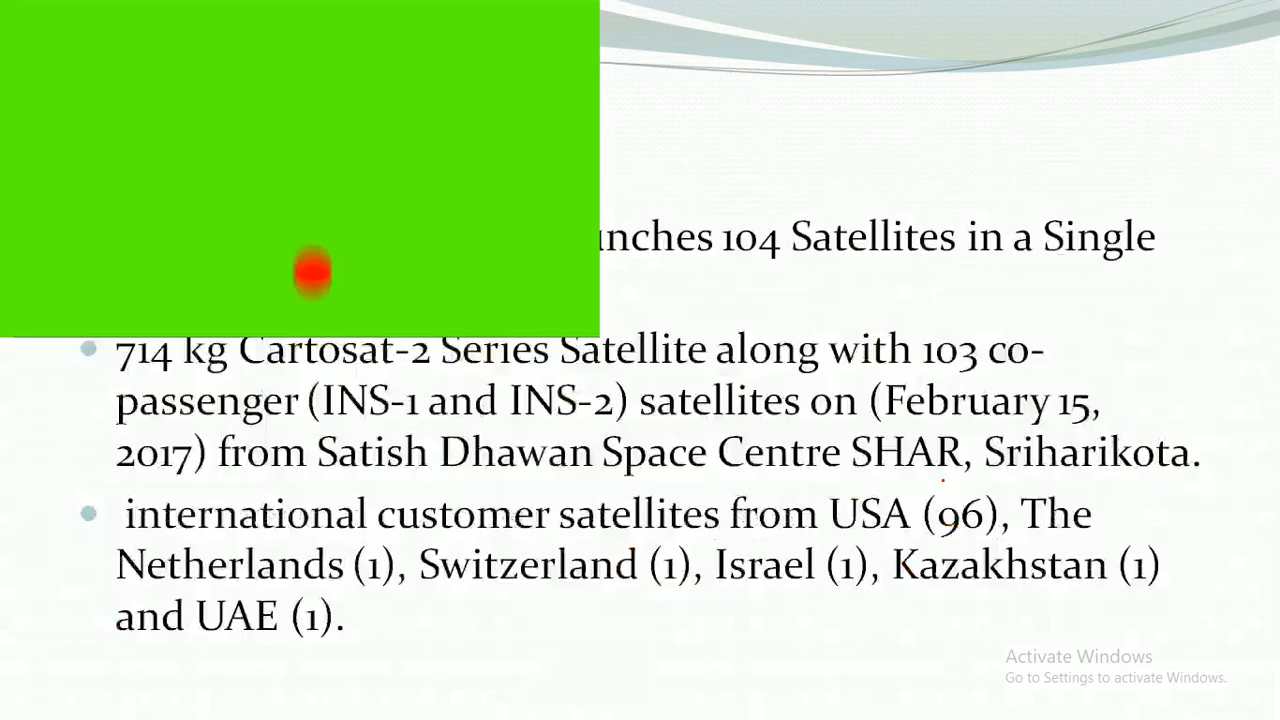 unches 104 Satellites in a Single
714 kg Cartosat-2 Series Satellite along with 103 co-
passenger (INS-1 and INS-2) satellites on (February 15,
2017) from Satish Dhawan Space Centre SHAR, Sriharikota.
international customer satellites from USA (96), The
Netherlands (1), Switzerland (1), Israel (1), Kazakhstan (1)
and UAE (1).
Activate Windows
Go to Settings to activate Windows.